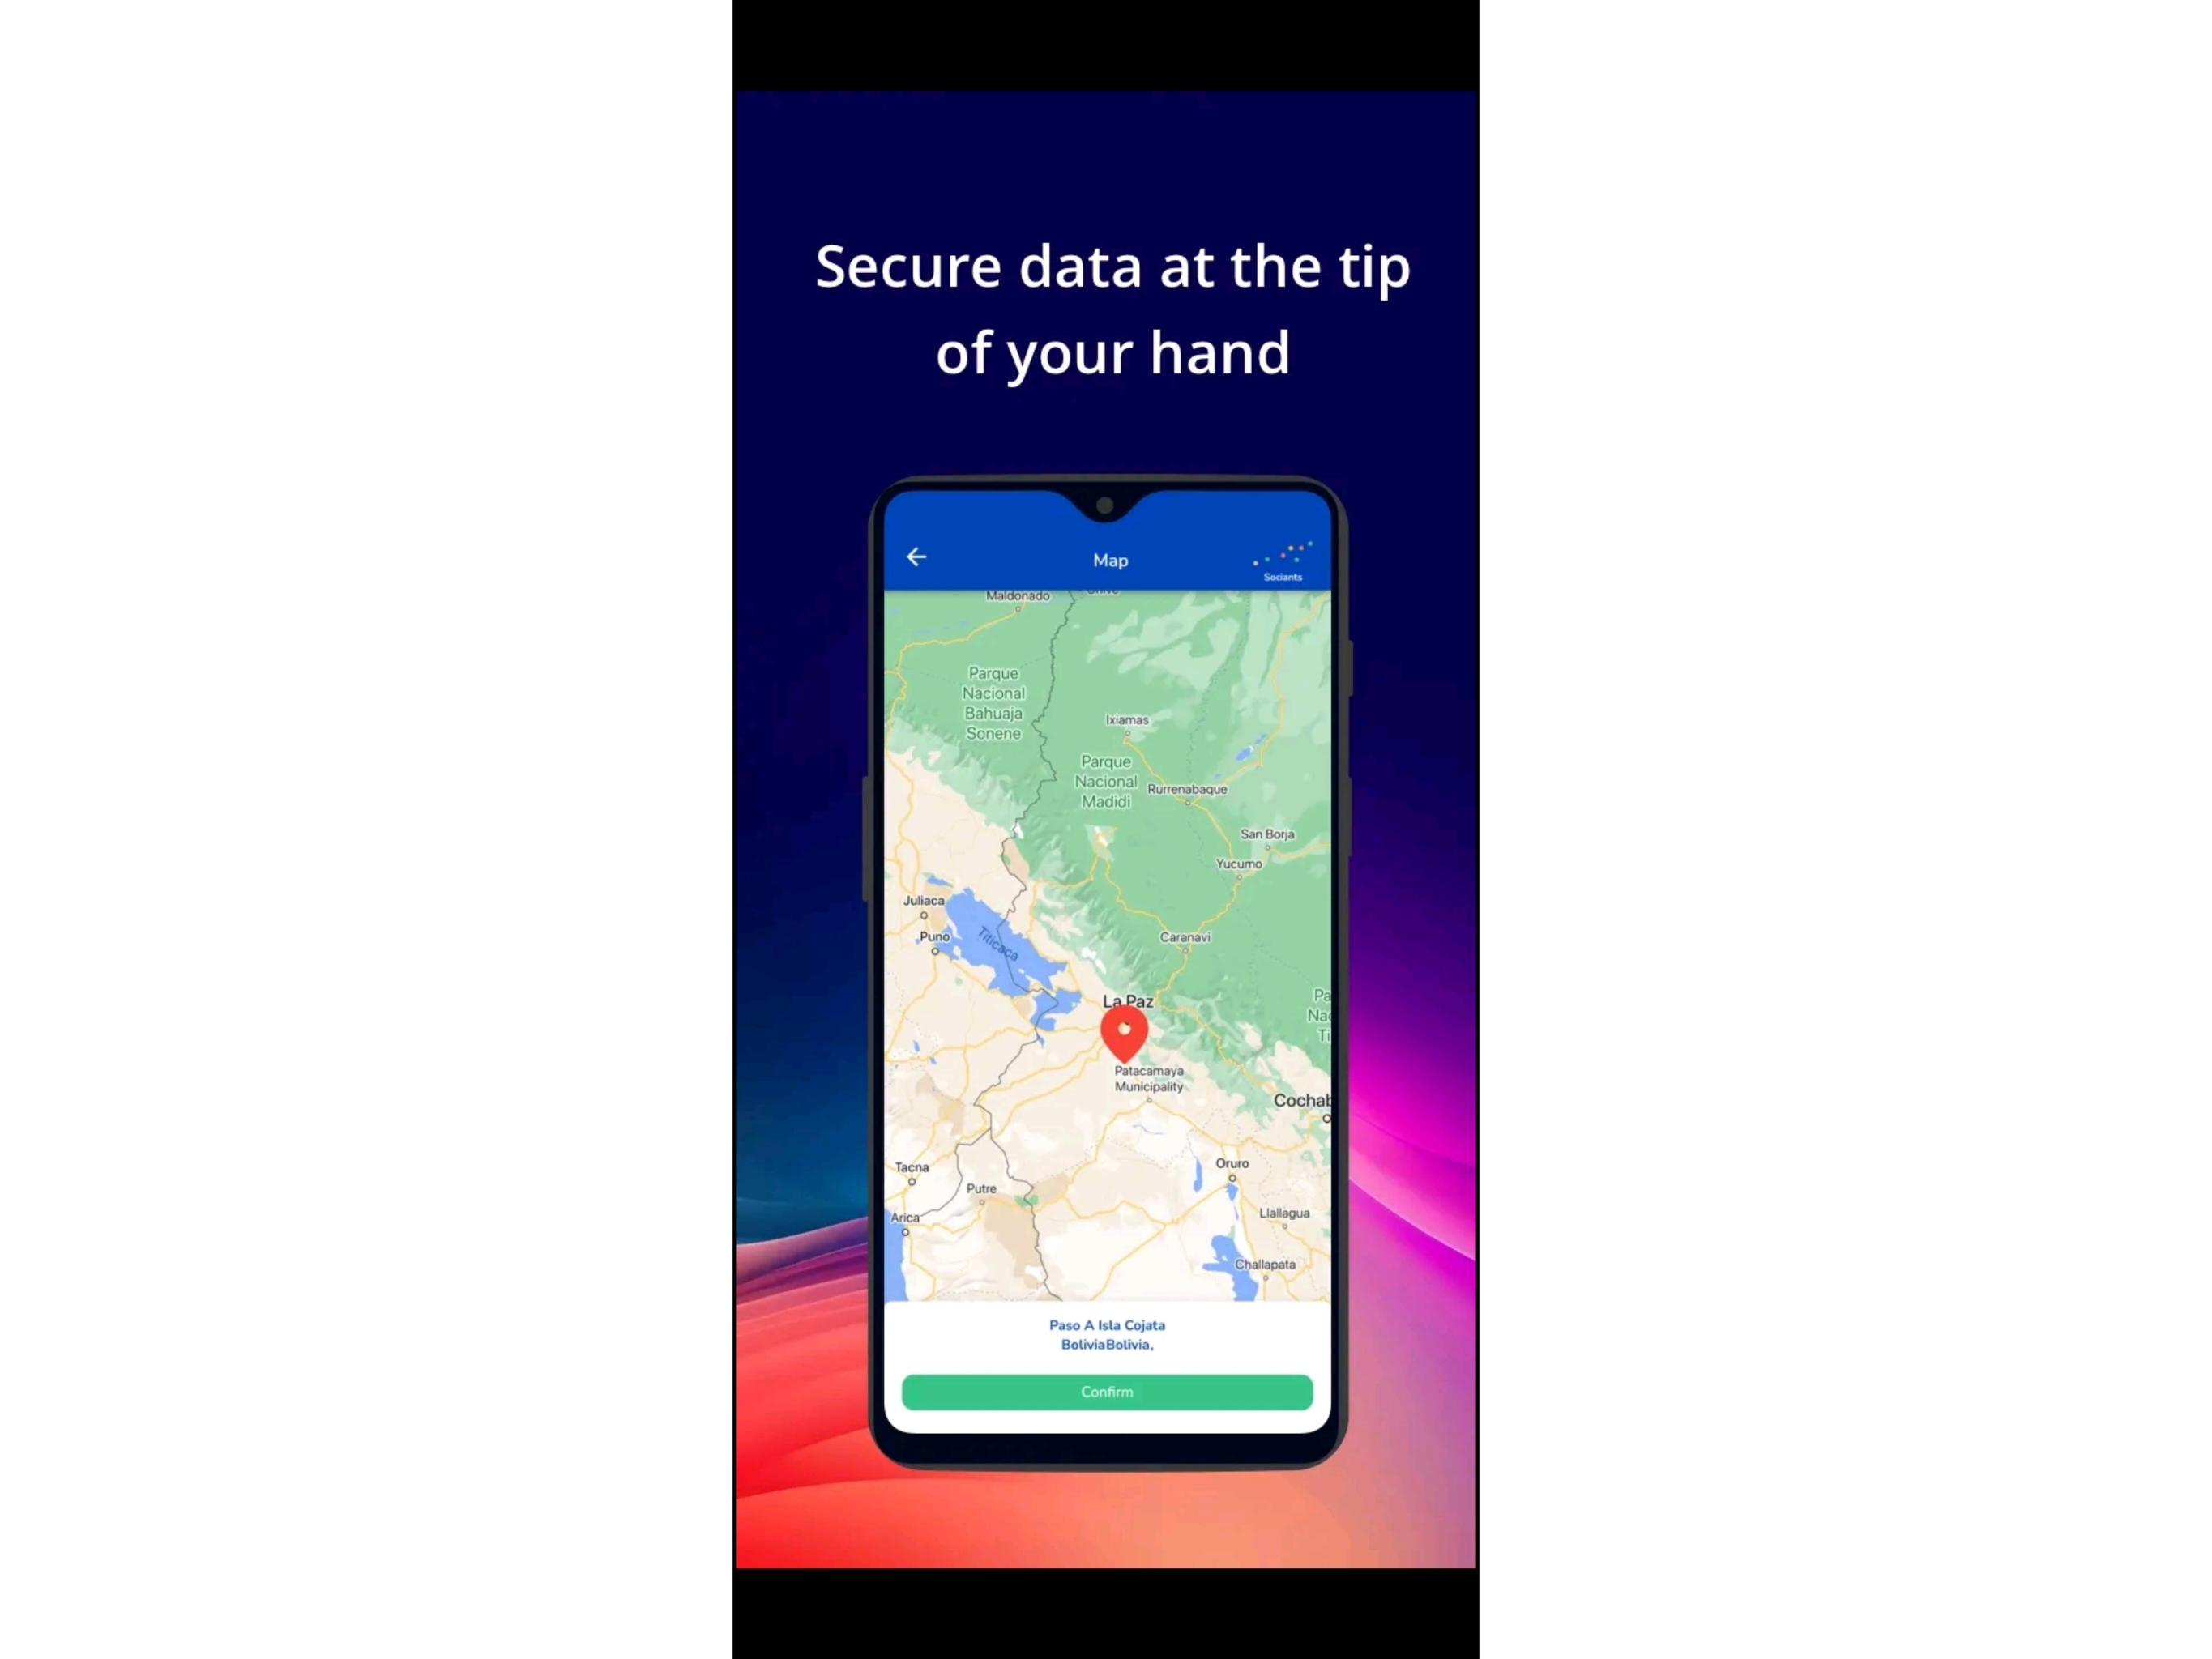 Secure data at the tip
of your hand
Map
Sociants
Maldonado
Parque
Nacional
Bahuaja
Sonene
Ixiamas
Parque
Nacional
Madidi
Rurrenabaque
San Borja
Yucumo
Juliaca
Puno
Titicaca
Caranavi
La Paz
Pa
Nac
Ti
Patacamaya
Municipality
Cochab
Tacna
Oruro
Putre
Arica
Llallagua
Challapata
Paso A Isla Cojata
BoliviaBolivia,
Confirm